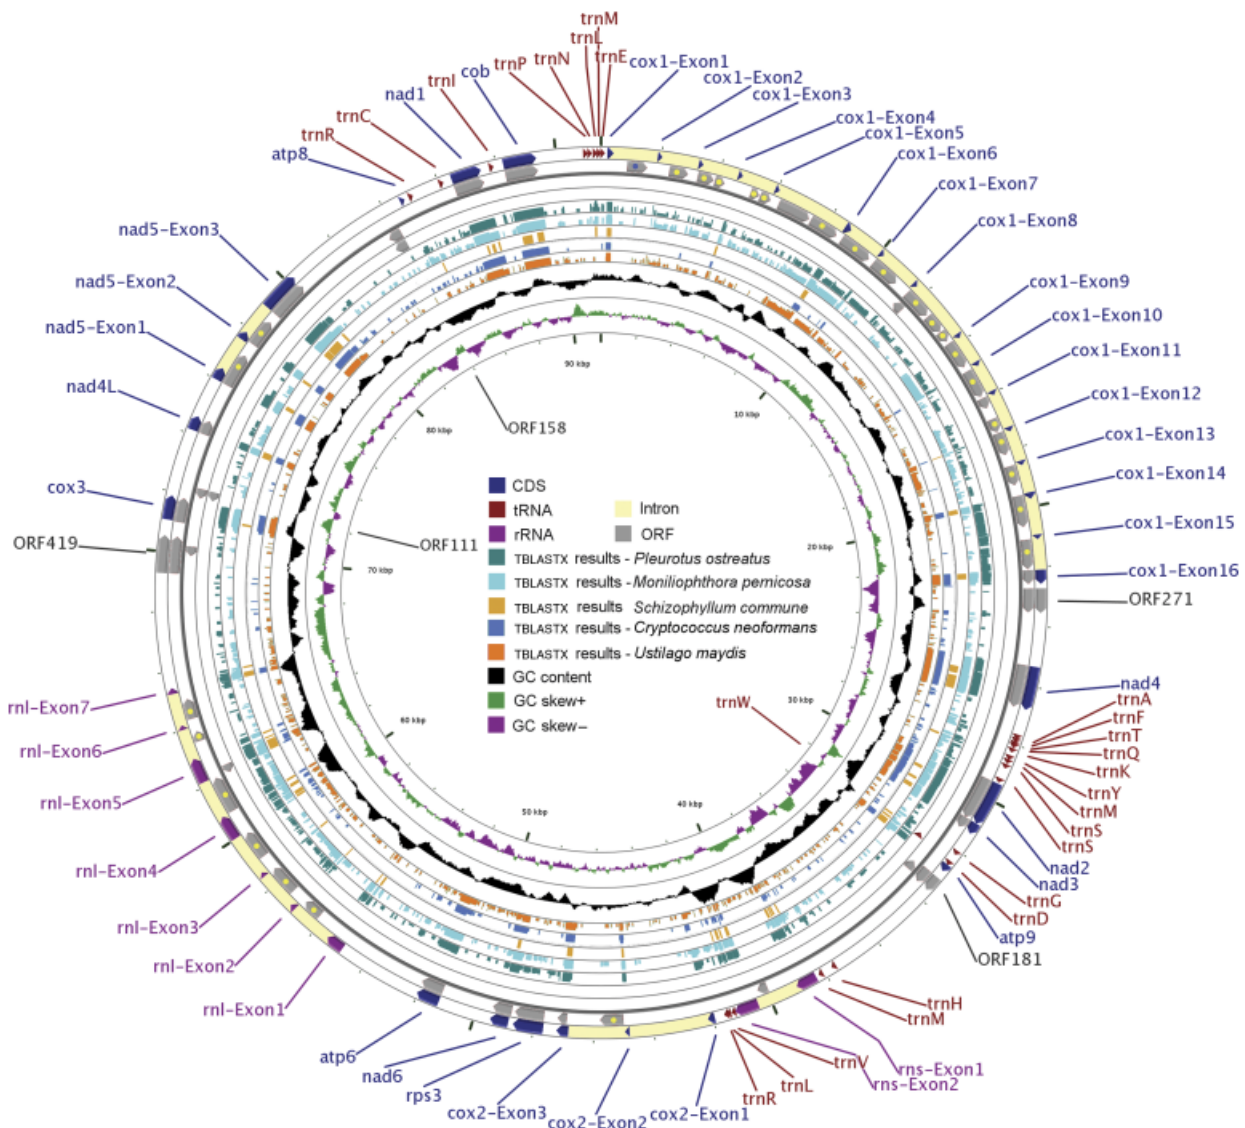 trnM
trnL
trnE
trnN
trnP
cob
trnI
nad1
trnC
trnR
atp8
nad5-Exon3
nad5-Exon2
nad5-Exon1
nad4L
cox3
ORF419
cox1-Exon1
cox1-Exon2
cox1-Exon3
cox1-Exon4
cox1-Exon5
cox1-Exon6
cox1-Exon7
cox1-Exon8
cox1-Exon9
cox1-Exon10
cox1-Exon11
cox1-Exon12
cox1-Exon13
cox1-Exon14
cox1-Exon15
cox1-Exon16
ORF271
nad4
trnA
trnF
trnT
trnQ
trnK
trnY
trnM
trnS
trnS
nad2
nad3
trnG
trnD
atp9
ORF181
trnH
trnM
rns-Exon1
rns-Exon2
trnV
trnL
trnR
cox2-Exon1
cox2-Exon2
cox2-Exon3
rps3
nad6
atp6
rnl-Exon1
rnl-Exon2
rnl-Exon3
rnl-Exon4
rnl-Exon5
rnl-Exon6
rnl-Exon7
90 kbp
10 kbp
20 kbp
30 kbp
40 kbp
50 kbp
60 kbp
70 kbp
80 kbp
ORF158
ORF111
trnW
CDS
tRNA
rRNA
Intron
ORF
TBLASTX results - Pleurotus ostreatus
TBLASTX results - Moniliophthora pernicosa
TBLASTX results Schizophyllum commune
TBLASTX results - Cryptococcus neoformans
TBLASTX results - Ustilago maydis
GC content
GC skew+
GC skew−